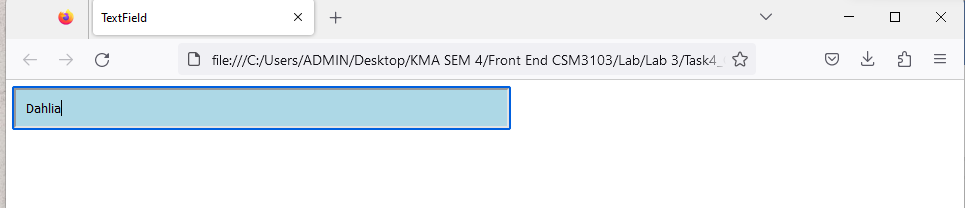 TextField
file:///C:/Users/ADMIN/Desktop/KMA SEM 4/Front End CSM3103/Lab/Lab 3/Task4_
Dahlia